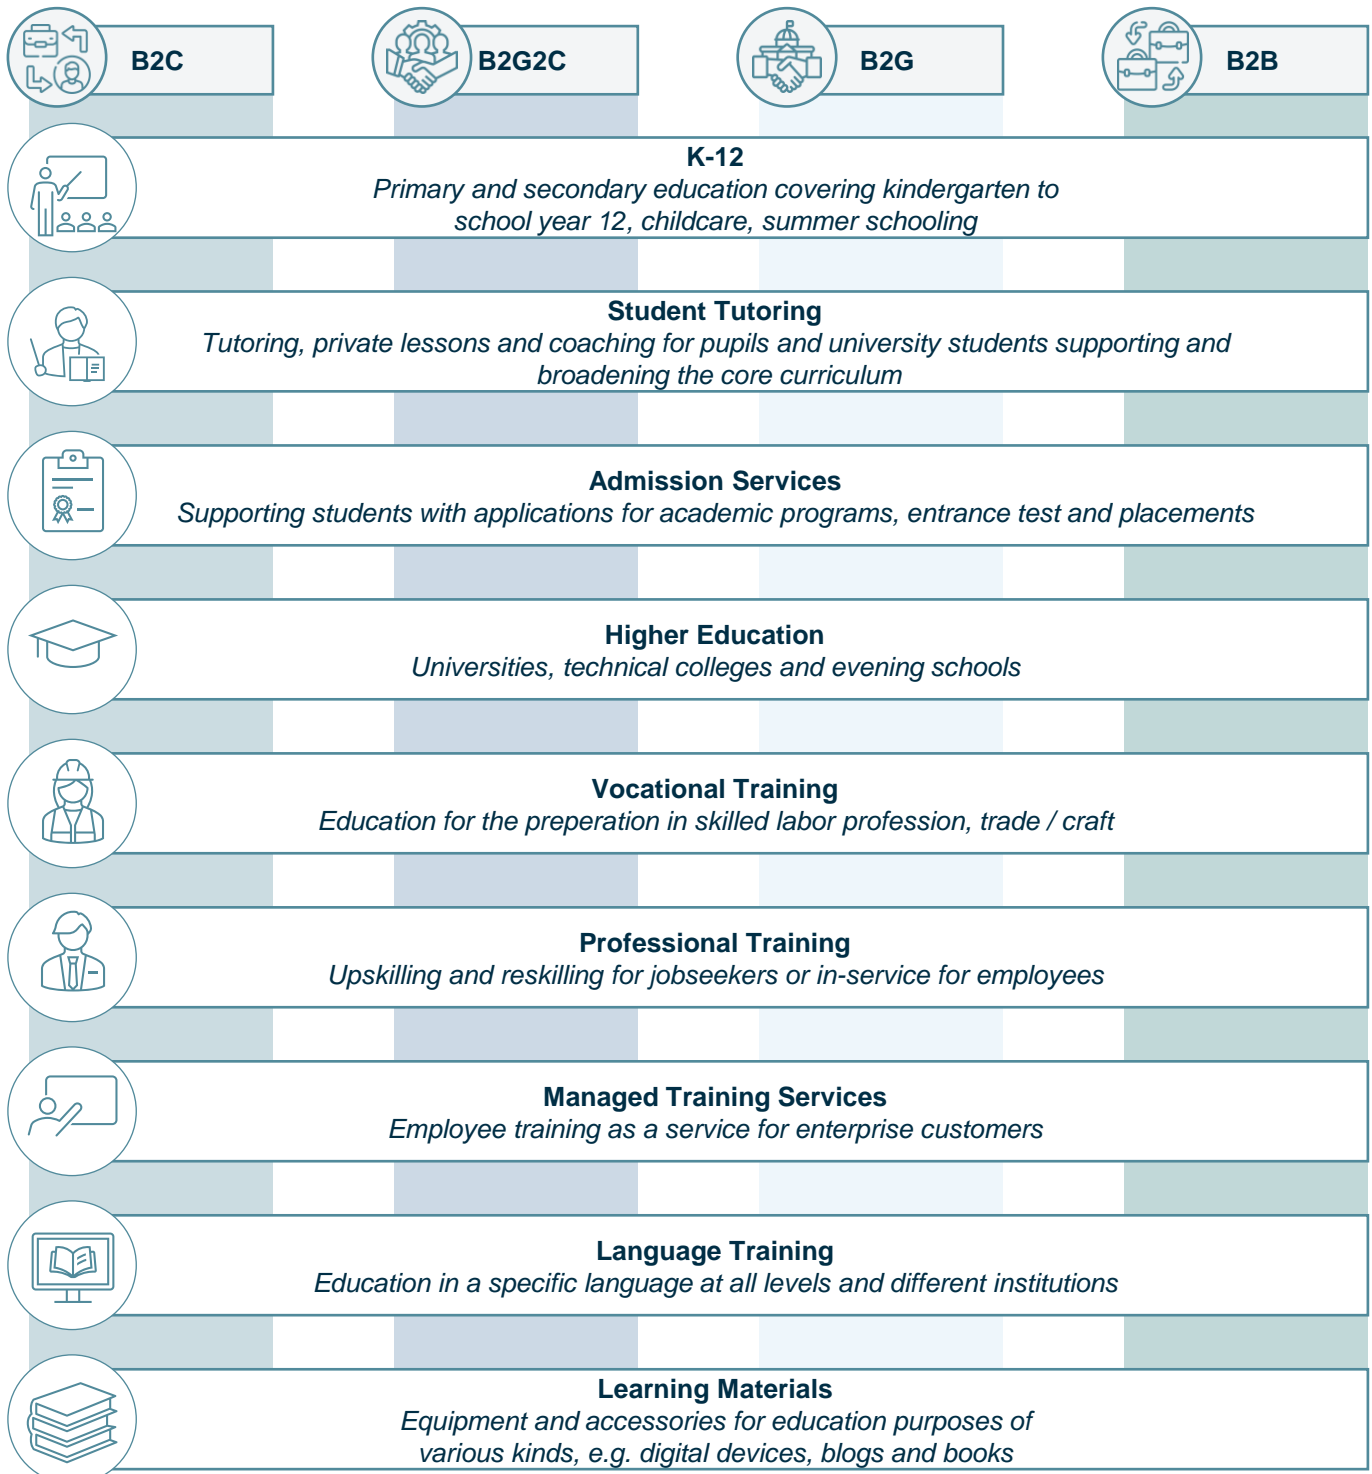 B2C
B2G2C
B2G
B2B
K-12
Primary and secondary education covering kindergarten to
school year 12, childcare, summer schooling
Student Tutoring
Tutoring, private lessons and coaching for pupils and university students supporting and
broadening the core curriculum
Admission Services
Supporting students with applications for academic programs, entrance test and placements
Higher Education
Universities, technical colleges and evening schools
Vocational Training
Education for the preperation in skilled labor profession, trade / craft
Professional Training
Upskilling and reskilling for jobseekers or in-service for employees
Managed Training Services
Employee training as a service for enterprise customers
Language Training
Education in a specific language at all levels and different institutions
Learning Materials
Equipment and accessories for education purposes of
various kinds, e.g. digital devices, blogs and books